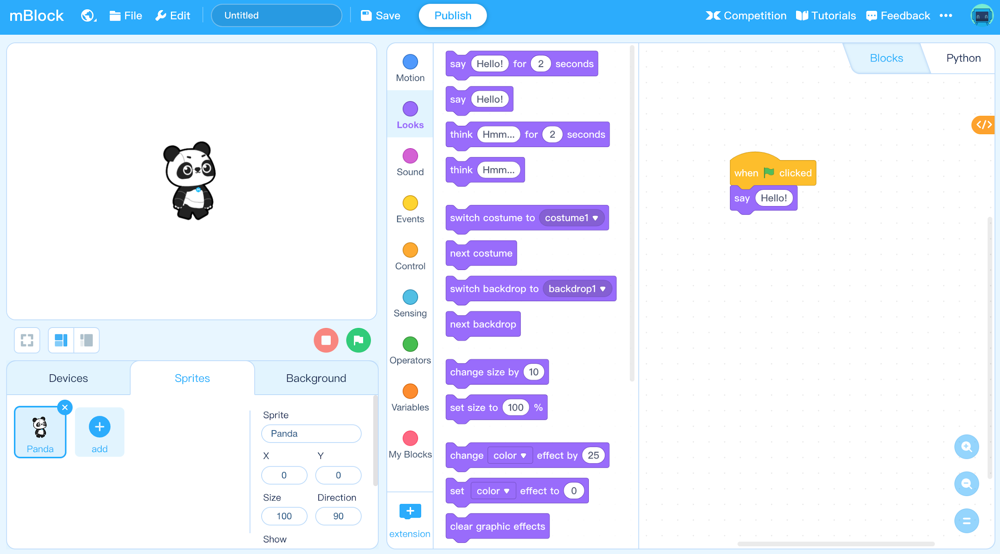 mBlock File Edit Untitled Save Publish Competition Tutorials Feedback
Motion
Looks
Sound
Events
Control
Sensing
Operators
Variables
My Blocks
extension
say Hello! for 2 seconds
say Hello!
think Hmm... for 2 seconds
think Hmm...
switch costume to costume1
next costume
switch backdrop to backdrop1
next backdrop
change size by 10
set size to 100 %
change color effect by 25
set color effect to 0
clear graphic effects
Blocks Python
</>
when clicked
say Hello!
Devices Sprites Background
Panda
add
Sprite
Panda
X Y
0 0
Size Direction
100 90
Show